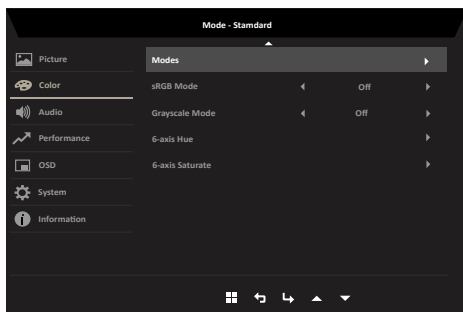 Mode - Standard
Picture
Modes
Color
sRGB Mode Off
Audio
Grayscale Mode Off
Performance
6-axis Hue
OSD
6-axis Saturate
System
Information